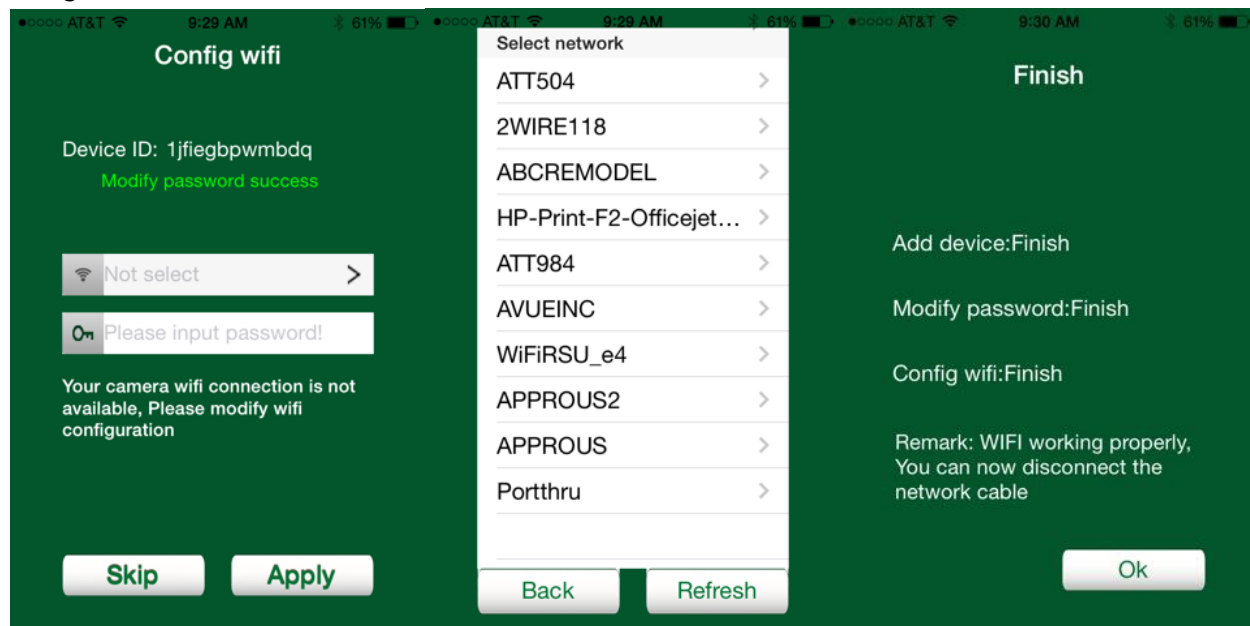 AT&T 9:29 AM 61%
Config wifi
Device ID: 1jfiegbpwmbdq
Modify password success
Not select
Please input password!
Your camera wifi connection is not
available, Please modify wifi
configuration
Skip Apply
AT&T 9:29 AM 61%
Select network
ATT504
2WIRE118
ABCREMODEL
HP-Print-F2-Officejet...
ATT984
AVUEINC
WiFiRSU_e4
APPROUS2
APPROUS
Portthru
Back Refresh
AT&T 9:30 AM 61%
Finish
Add device:Finish
Modify password:Finish
Config wifi:Finish
Remark: WIFI working properly,
You can now disconnect the
network cable
Ok